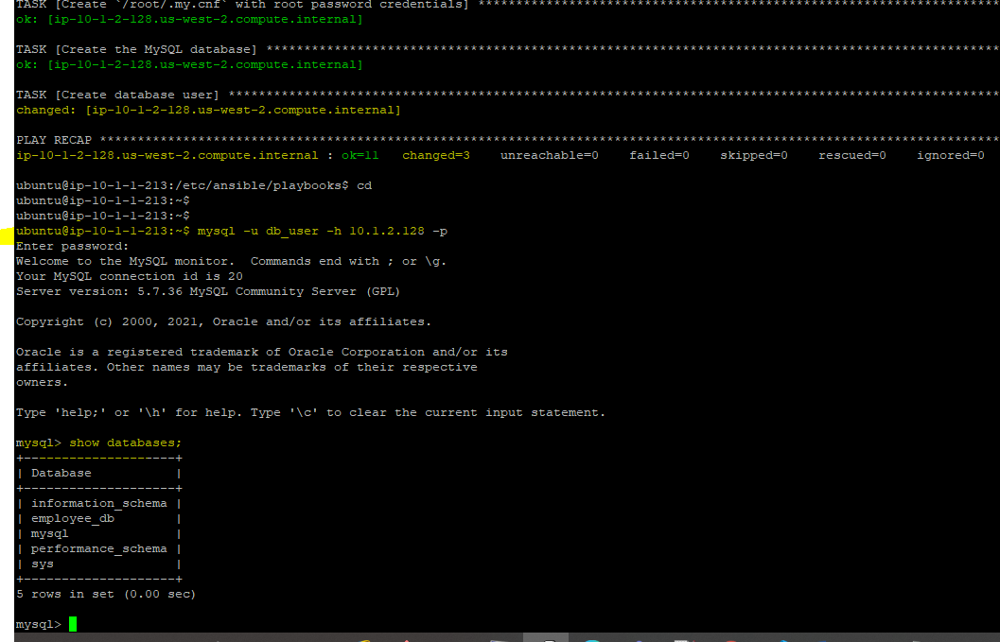 TASK [Create `/root/.my.cnf` with root password credentials] *********************************************************************
ok: [ip-10-1-2-128.us-west-2.compute.internal]
TASK [Create the MySQL database] *************************************************************************************************
ok: [ip-10-1-2-128.us-west-2.compute.internal]
TASK [Create database user] ******************************************************************************************************
changed: [ip-10-1-2-128.us-west-2.compute.internal]
PLAY RECAP ***********************************************************************************************************************
ip-10-1-2-128.us-west-2.compute.internal : ok=11   changed=3    unreachable=0    failed=0    skipped=0    rescued=0    ignored=0
ubuntu@ip-10-1-1-213:/etc/ansible/playbooks$ cd
ubuntu@ip-10-1-1-213:~$
ubuntu@ip-10-1-1-213:~$
ubuntu@ip-10-1-1-213:~$ mysql -u db_user -h 10.1.2.128 -p
Enter password:
Welcome to the MySQL monitor.  Commands end with ; or \g.
Your MySQL connection id is 20
Server version: 5.7.36 MySQL Community Server (GPL)
Copyright (c) 2000, 2021, Oracle and/or its affiliates.
Oracle is a registered trademark of Oracle Corporation and/or its
affiliates. Other names may be trademarks of their respective
owners.
Type 'help;' or '\h' for help. Type '\c' to clear the current input statement.
mysql> show databases;
+--------------------+
| Database           |
+--------------------+
| information_schema |
| employee_db        |
| mysql              |
| performance_schema |
| sys                |
+--------------------+
5 rows in set (0.00 sec)
mysql>